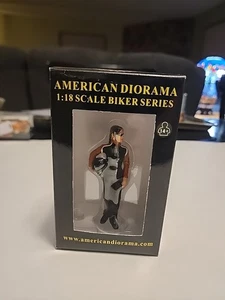 AMERICAN DIORAMA
1:18 SCALE BIKER SERIES
14+
www.americandiorama.com